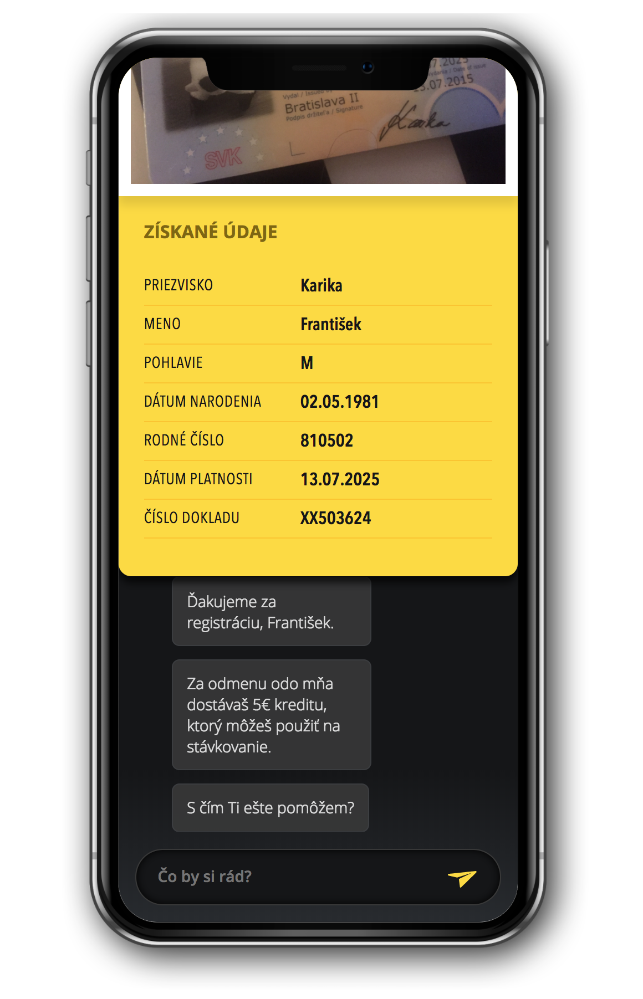 07.2025
Vydal / Issued by
vydania / Date of issue
13.07.2015
Bratislava II
Podpis držiteľa / Signature
Karika
SVK
ZÍSKANÉ ÚDAJE
PRIEZVISKO Karika
MENO František
POHLAVIE M
DÁTUM NARODENIA 02.05.1981
RODNÉ ČÍSLO 810502
DÁTUM PLATNOSTI 13.07.2025
ČÍSLO DOKLADU XX503624
Ďakujeme za
registráciu, František.
Za odmenu odo mňa
dostávaš 5€ kreditu,
ktorý môžeš použiť na
stávkovanie.
S čím Ti ešte pomôžem?
Čo by si rád?